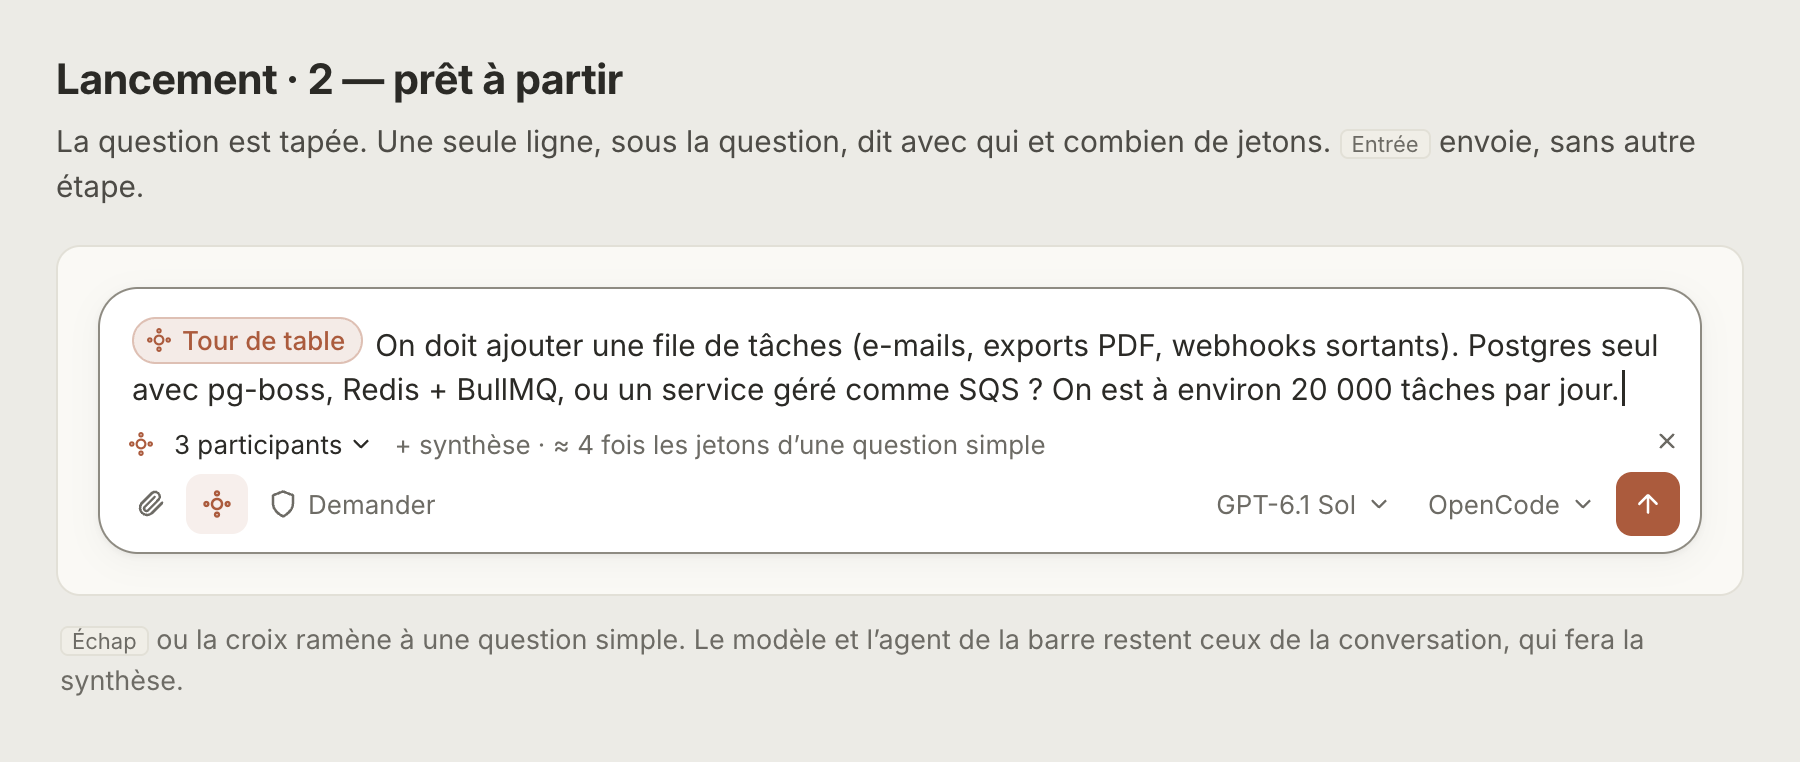 Lancement · 2 — prêt à partir
La question est tapée. Une seule ligne, sous la question, dit avec qui et combien de jetons. Entrée envoie, sans autre
étape.
Tour de table On doit ajouter une file de tâches (e-mails, exports PDF, webhooks sortants). Postgres seul
avec pg-boss, Redis + BullMQ, ou un service géré comme SQS ? On est à environ 20 000 tâches par jour.
3 participants + synthèse · ≈ 4 fois les jetons d’une question simple
Demander GPT-6.1 Sol OpenCode
Échap ou la croix ramène à une question simple. Le modèle et l’agent de la barre restent ceux de la conversation, qui fera la
synthèse.